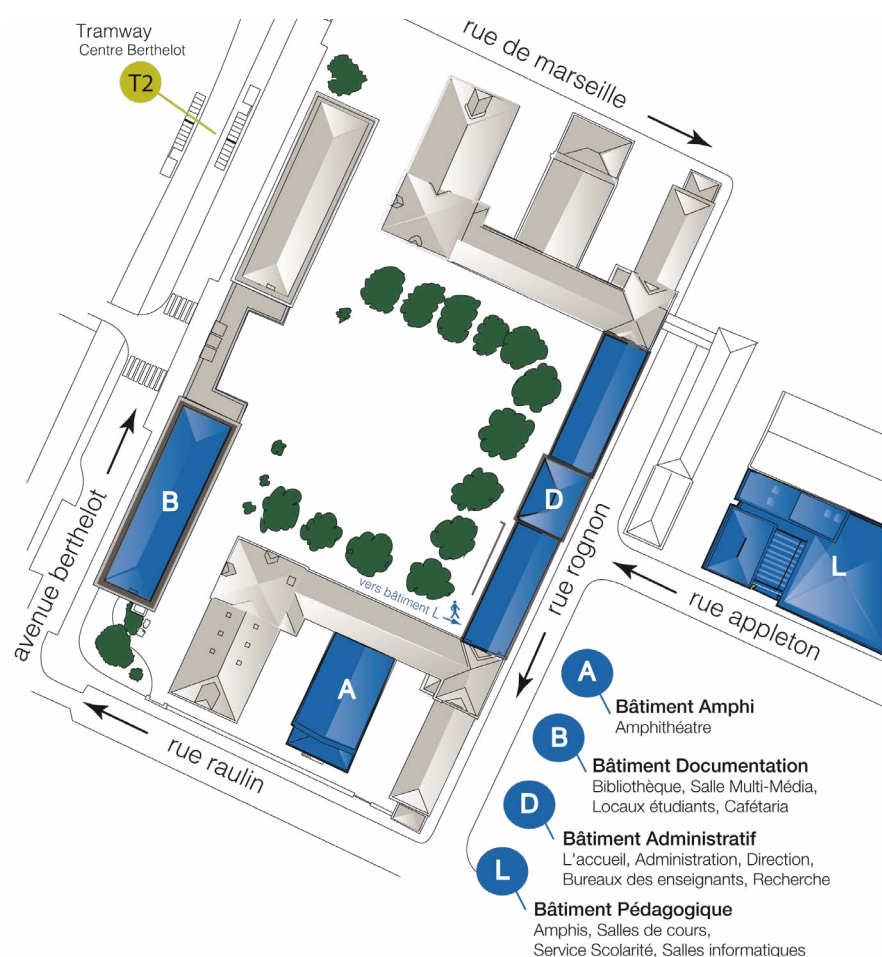 Tramway
Centre Berthelot
T2
rue de marseille
B
D
L
avenue berthelot
rue rognon
vers bâtiment L
rue appleton
A
rue raulin
A
Bâtiment Amphi
Amphithéatre
B
Bâtiment Documentation
Bibliothèque, Salle Multi-Média,
Locaux étudiants, Cafétaria
D
Bâtiment Administratif
L'accueil, Administration, Direction,
Bureaux des enseignants, Recherche
L
Bâtiment Pédagogique
Amphis, Salles de cours,
Service Scolarité, Salles informatiques